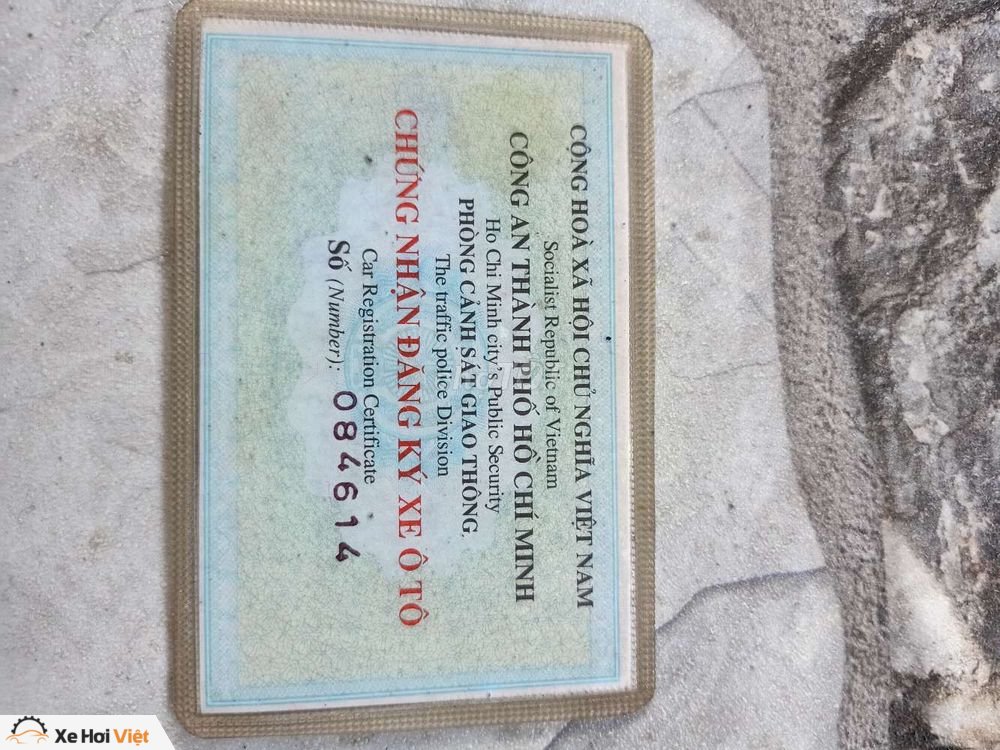 CỘNG HOÀ XÃ HỘI CHỦ NGHĨA VIỆT NAM
Socialist Republic of Vietnam
CÔNG AN THÀNH PHỐ HỒ CHÍ MINH
Ho Chi Minh city's Public Security
PHÒNG CẢNH SÁT GIAO THÔNG
The traffic police Division
CHỨNG NHẬN ĐĂNG KÝ XE Ô TÔ
Car Registration Certificate
Số (Number): 084614
Xe Hơi Việt